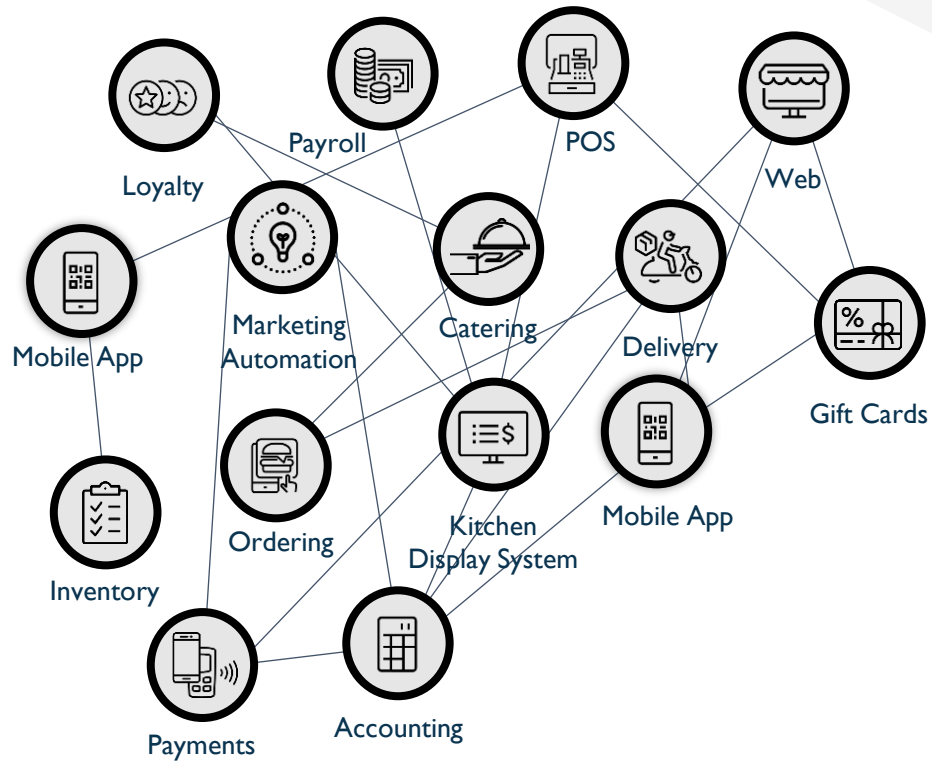 Payroll
POS
Loyalty
Web
Marketing
Automation
Catering
Delivery
Mobile App
Gift Cards
Ordering
Kitchen
Display System
Mobile App
Inventory
Payments
Accounting
%
$